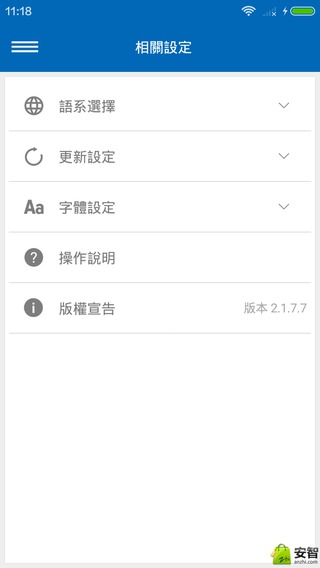 11:18
相關設定
語系選擇
更新設定
Aa 字體設定
操作說明
版權宣告 版本 2.1.7.7
安智
anzhi.com